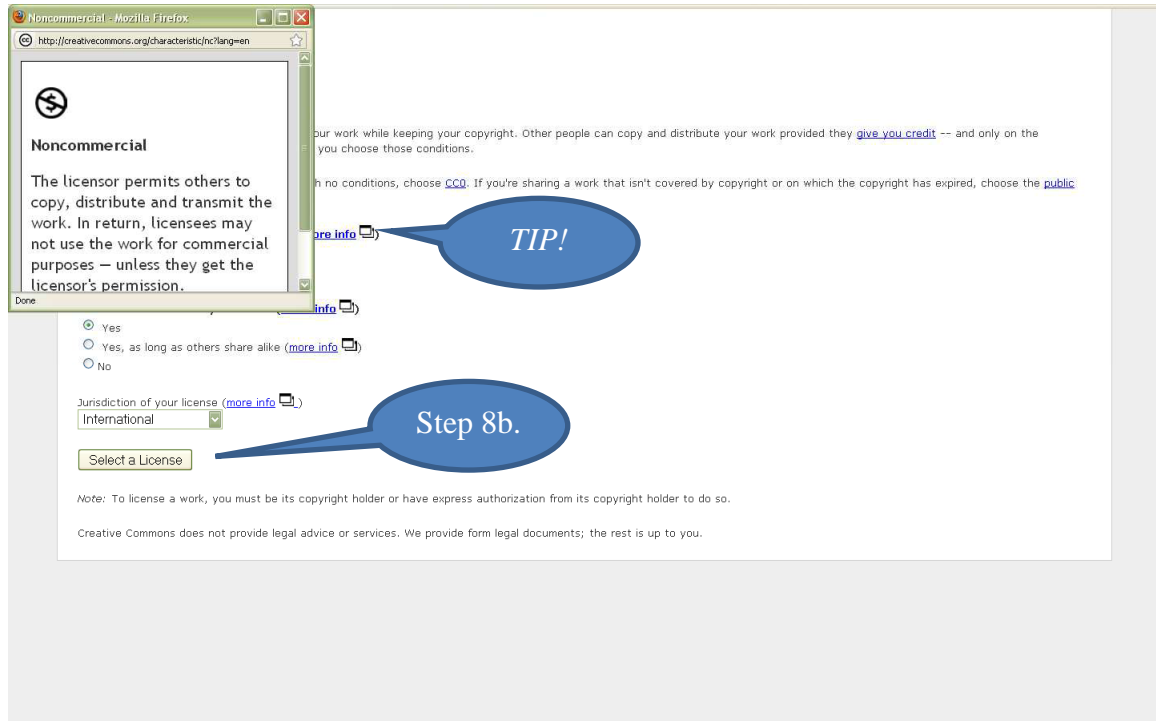 Noncommercial - Mozilla Firefox
http://creativecommons.org/characteristic/nc?lang=en
Noncommercial
The licensor permits others to
copy, distribute and transmit the
work. In return, licensees may
not use the work for commercial
purposes — unless they get the
licensor's permission.
Done
our work while keeping your copyright. Other people can copy and distribute your work provided they give you credit -- and only on the
you choose those conditions.
h no conditions, choose CC0. If you're sharing a work that isn't covered by copyright or on which the copyright has expired, choose the public
ore info )
TIP!
info )
Yes
Yes, as long as others share alike (more info )
No
Jurisdiction of your license (more info )
International
Step 8b.
Select a License
Note: To license a work, you must be its copyright holder or have express authorization from its copyright holder to do so.
Creative Commons does not provide legal advice or services. We provide form legal documents; the rest is up to you.